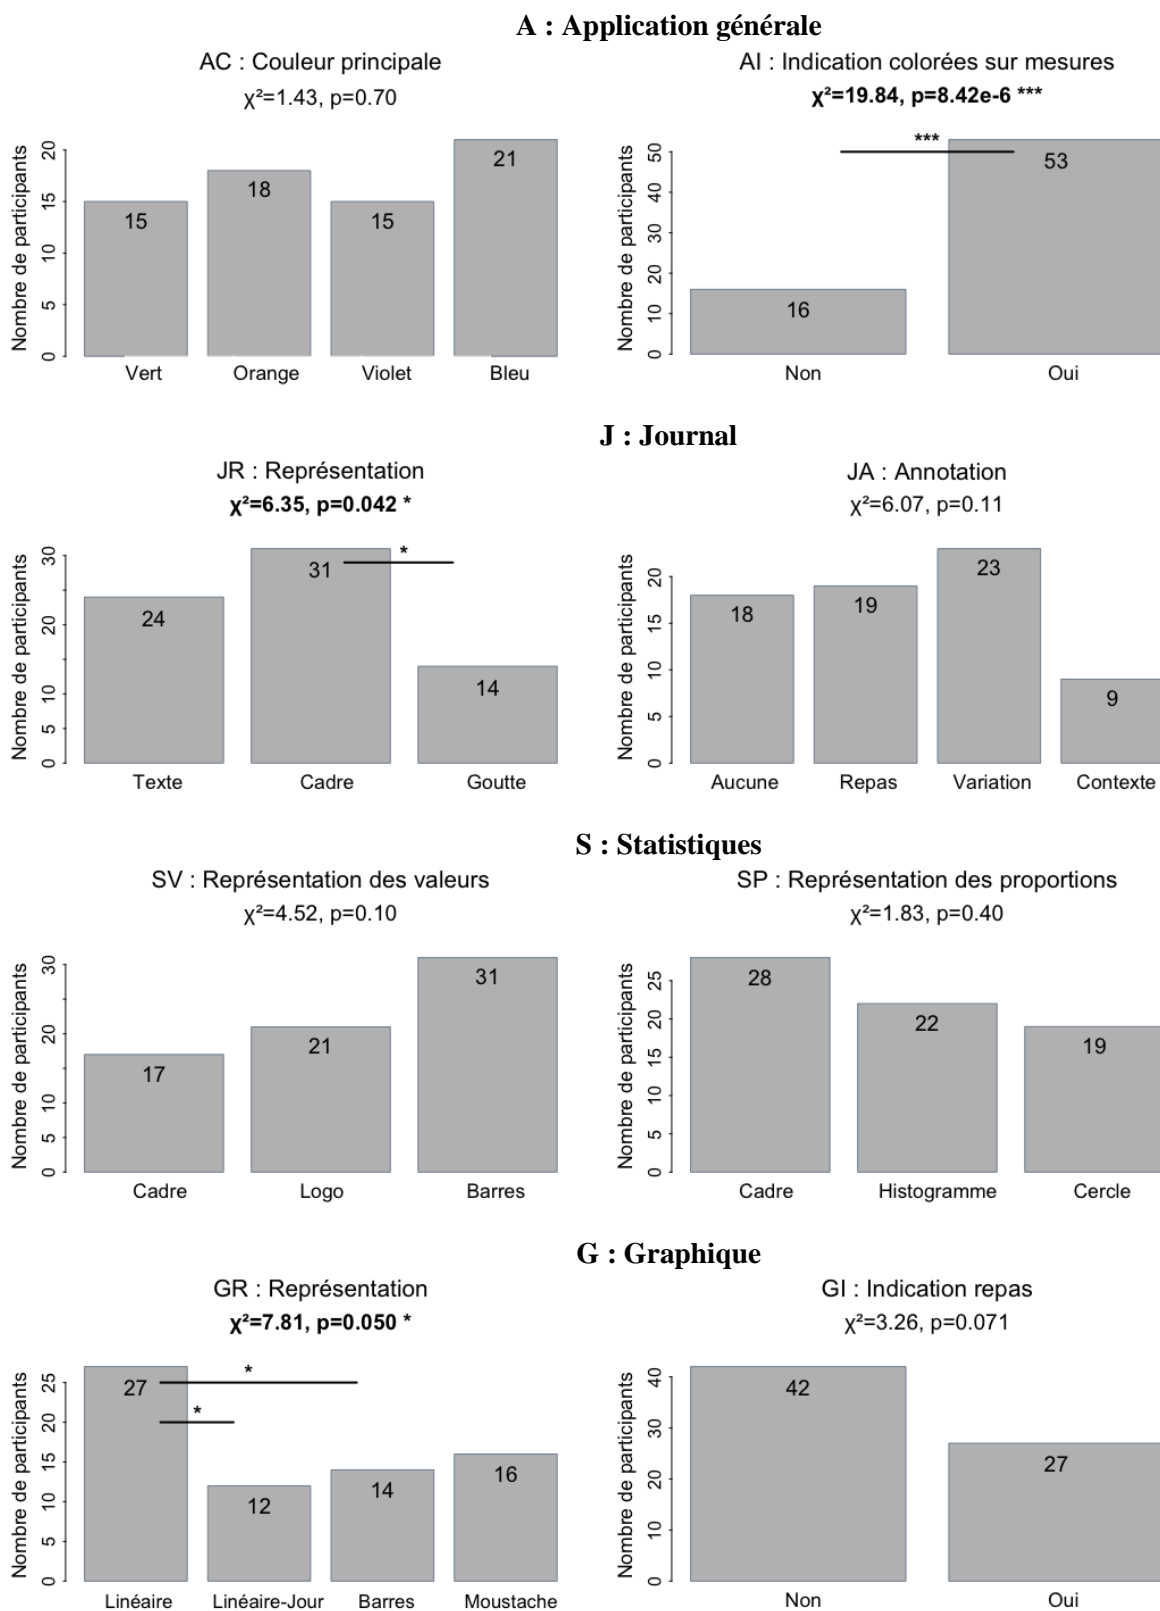 A : Application générale
AC : Couleur principale
χ²=1.43, p=0.70
Nombre de participants
0
5
10
15
20
15
18
15
21
Vert
Orange
Violet
Bleu
AI : Indication colorées sur mesures
χ²=19.84, p=8.42e-6 ***
Nombre de participants
0
10
20
30
40
50
***
16
53
Non
Oui
J : Journal
JR : Représentation
χ²=6.35, p=0.042 *
Nombre de participants
0
5
10
20
30
*
24
31
14
Texte
Cadre
Goutte
JA : Annotation
χ²=6.07, p=0.11
Nombre de participants
0
5
10
15
20
18
19
23
9
Aucune
Repas
Variation
Contexte
S : Statistiques
SV : Représentation des valeurs
χ²=4.52, p=0.10
Nombre de participants
0
5
10
20
30
17
21
31
Cadre
Logo
Barres
SP : Représentation des proportions
χ²=1.83, p=0.40
Nombre de participants
0
5
10
15
20
25
28
22
19
Cadre
Histogramme
Cercle
G : Graphique
GR : Représentation
χ²=7.81, p=0.050 *
Nombre de participants
0
5
10
15
20
25
*
*
27
12
14
16
Linéaire
Linéaire-Jour
Barres
Moustache
GI : Indication repas
χ²=3.26, p=0.071
Nombre de participants
0
10
20
30
40
42
27
Non
Oui